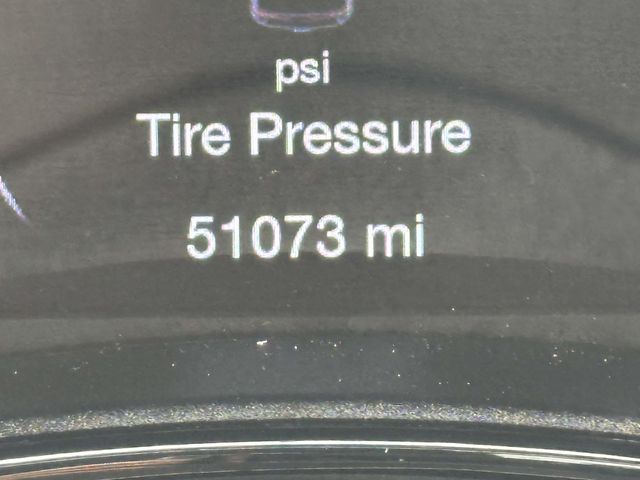 psi
Tire Pressure
51073 mi